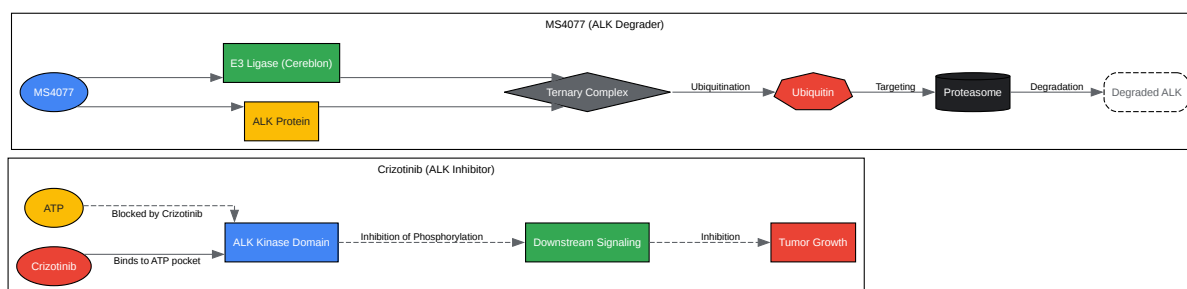 MS4077 (ALK Degrader)
E3 Ligase (Cereblon)
MS4077
Ternary Complex
Ubiquitination
Ubiquitin
Targeting
Proteasome
Degradation
Degraded ALK
ALK Protein
Crizotinib (ALK Inhibitor)
ATP
Blocked by Crizotinib
ALK Kinase Domain
Inhibition of Phosphorylation
Downstream Signaling
Inhibition
Tumor Growth
Crizotinib
Binds to ATP pocket